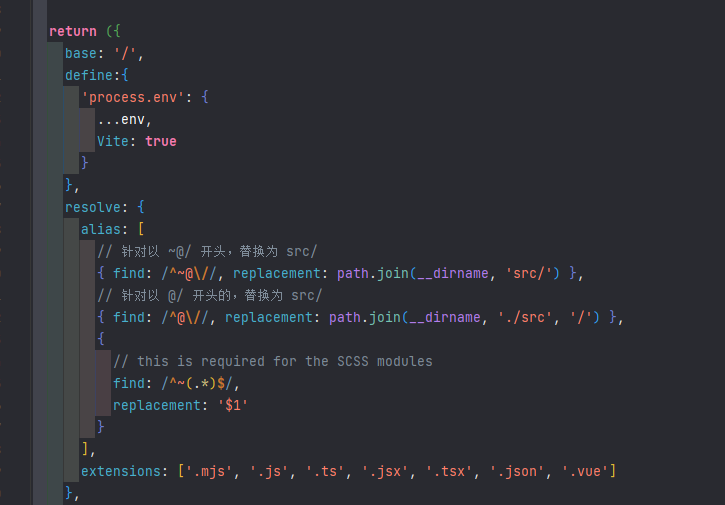 return ({
base: '/',
define:{
'process.env': {
...env,
Vite: true
}
},
resolve: {
alias: [
// 针对以 ~@/ 开头，替换为 src/
{ find: /^~@\//, replacement: path.join(__dirname, 'src/') },
// 针对以 @/ 开头的，替换为 src/
{ find: /^@\//, replacement: path.join(__dirname, './src', '/') },
{
// this is required for the SCSS modules
find: /^~(.*)$/,
replacement: '$1'
}
],
extensions: ['.mjs', '.js', '.ts', '.jsx', '.tsx', '.json', '.vue']
},